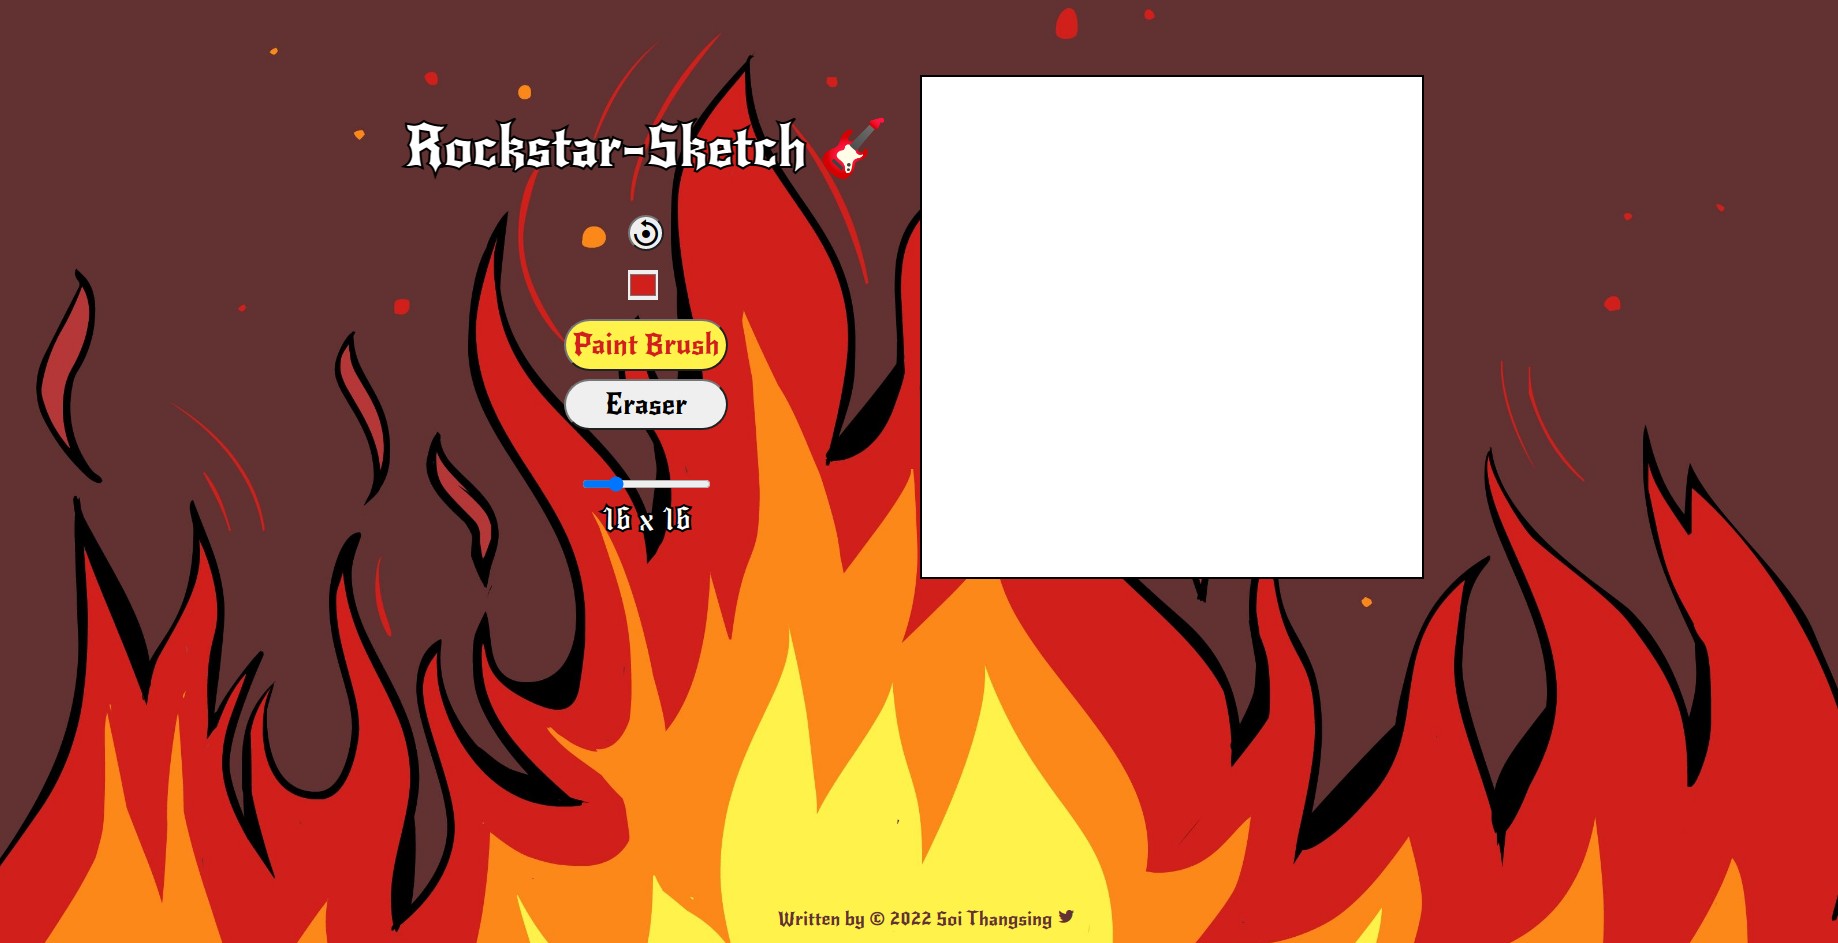 Rockstar-Sketch
Paint Brush
Eraser
16 x 16
Written by © 2022 Soi Thangsing